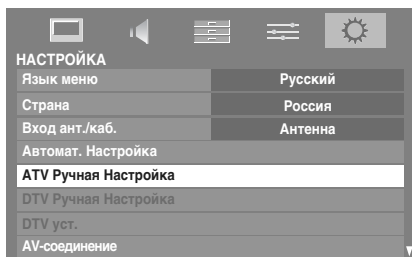 НАСТРОЙКА
Язык меню Русский
Страна Россия
Вход ант./каб. Антенна
Автомат. Настройка
ATV Ручная Настройка
DTV Ручная Настройка
DTV уст.
AV-соединение